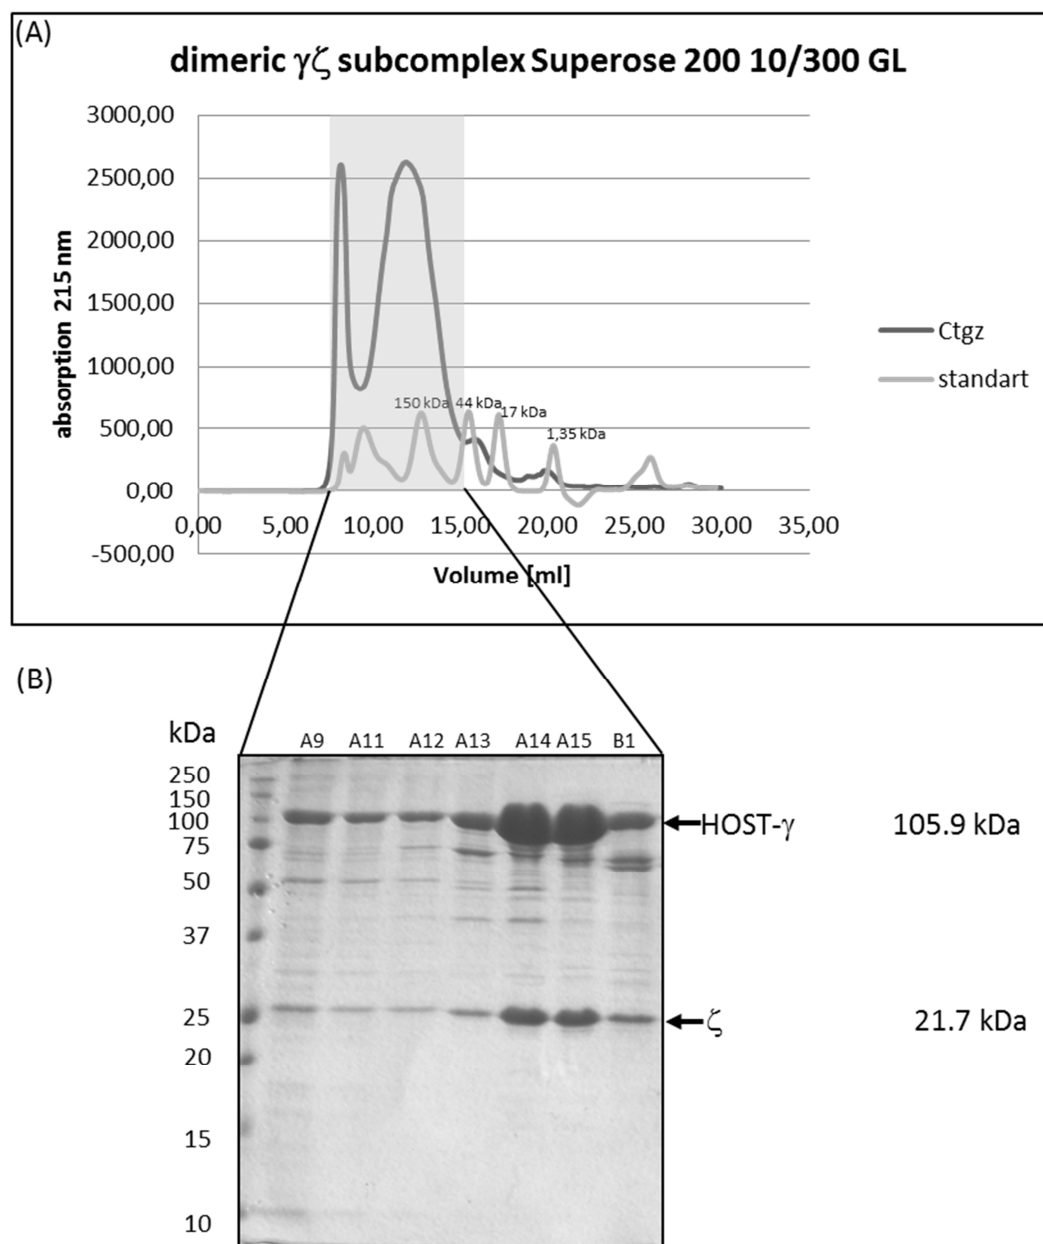 (A)
dimeric γζ subcomplex Superose 200 10/300 GL
3000,00
2500,00
2000,00
1500,00
1000,00
500,00
0,00
-500,00
absorption 215 nm
150 kDa 44 kDa 17 kDa 1,35 kDa
0,00 5,00 10,00 15,00 20,00 25,00 30,00 35,00
Volume [ml]
Ctgz
standart
(B)
kDa
A9 A11 A12 A13 A14 A15 B1
250
150
100
75
50
37
25
20
15
10
HOST-γ 105.9 kDa
ζ 21.7 kDa